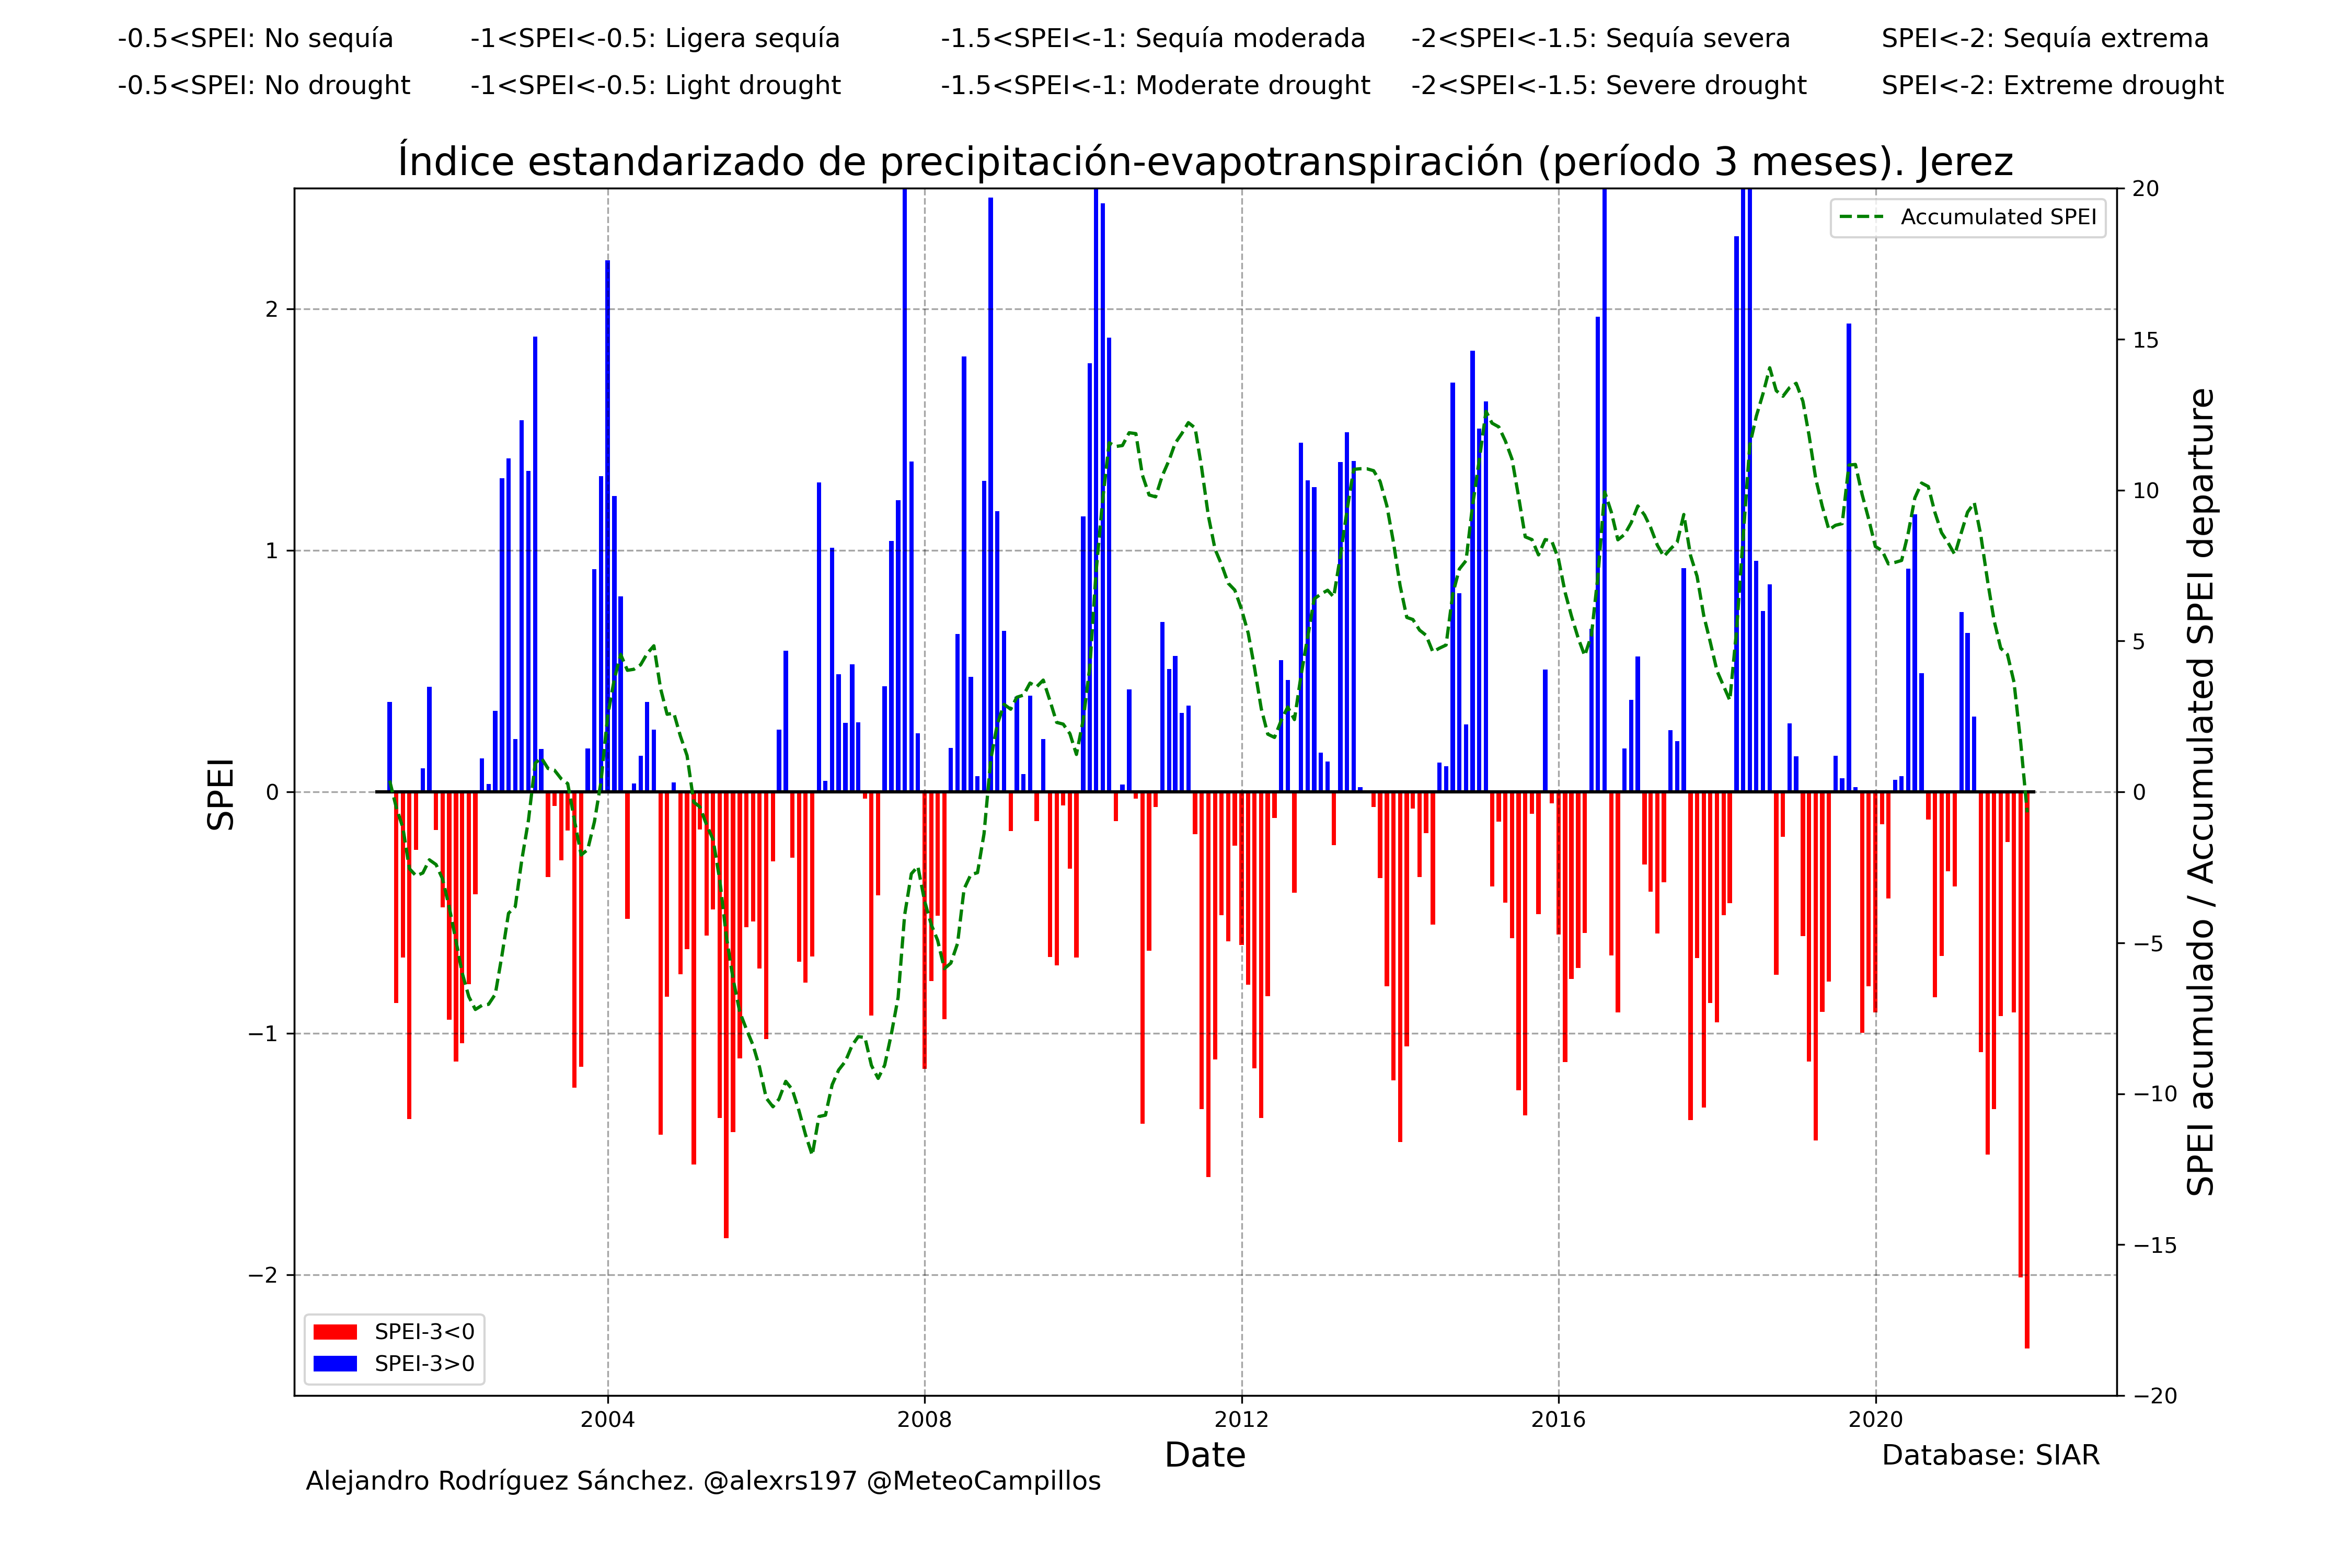 -0.5<SPEI: No sequía -1<SPEI<-0.5: Ligera sequía -1.5<SPEI<-1: Sequía moderada -2<SPEI<-1.5: Sequía severa SPEI<-2: Sequía extrema
-0.5<SPEI: No drought -1<SPEI<-0.5: Light drought -1.5<SPEI<-1: Moderate drought -2<SPEI<-1.5: Severe drought SPEI<-2: Extreme drought
Índice estandarizado de precipitación-evapotranspiración (período 3 meses). Jerez
Accumulated SPEI
SPEI
2
1
0
−1
−2
20
15
10
5
0
−5
−10
−15
−20
SPEI acumulado / Accumulated SPEI departure
SPEI-3<0
SPEI-3>0
2004 2008 2012 2016 2020
Date
Database: SIAR
Alejandro Rodríguez Sánchez. @alexrs197 @MeteoCampillos